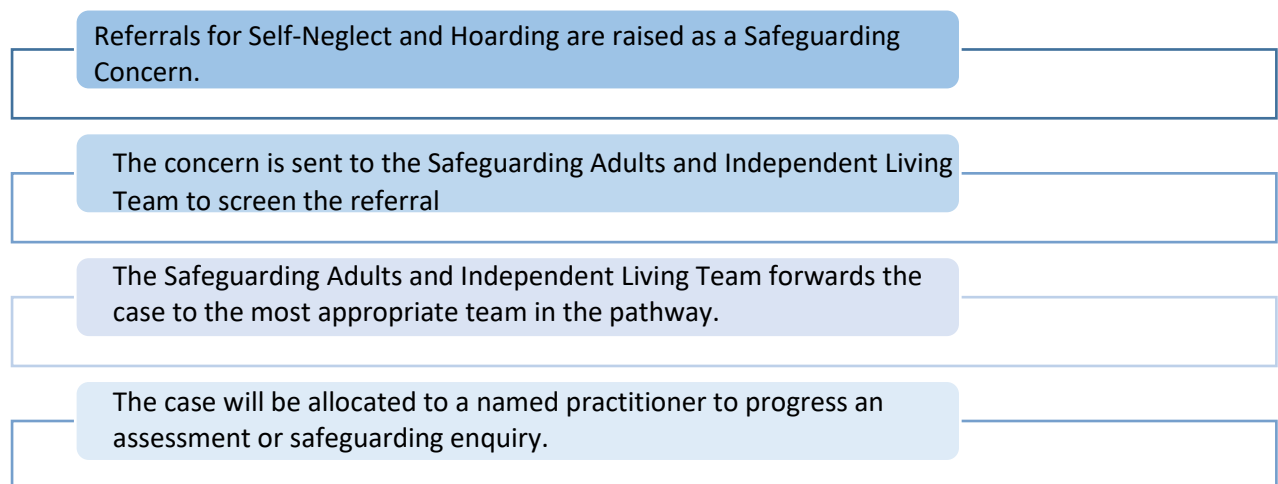 Referrals for Self-Neglect and Hoarding are raised as a Safeguarding
Concern.
The concern is sent to the Safeguarding Adults and Independent Living
Team to screen the referral
The Safeguarding Adults and Independent Living Team forwards the
case to the most appropriate team in the pathway.
The case will be allocated to a named practitioner to progress an
assessment or safeguarding enquiry.